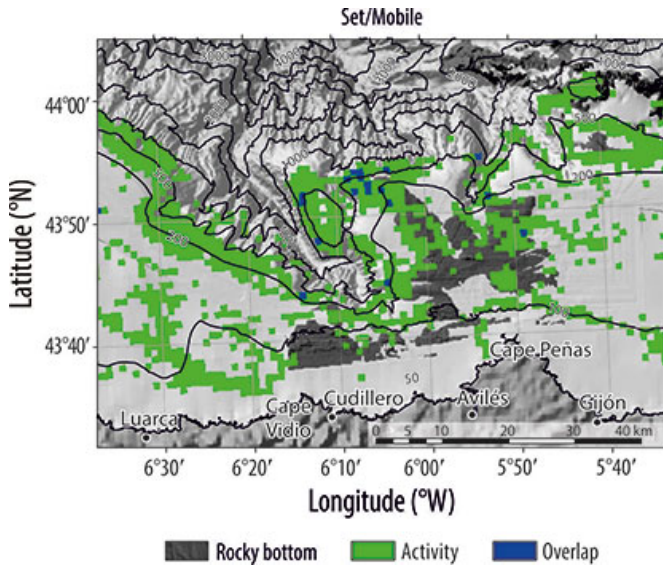 Set/Mobile
44°00′
43°50′
43°40′
Latitude (°N)
1000
200
200
50
Cape Peñas
Luarca
Cape Vidio
Cudillero
Avilés
Gijón
0 5 10 20 30 40 km
6°30′ 6°20′ 6°10′ 6°00′ 5°50′ 5°40′
Longitude (°W)
Rocky bottom Activity Overlap